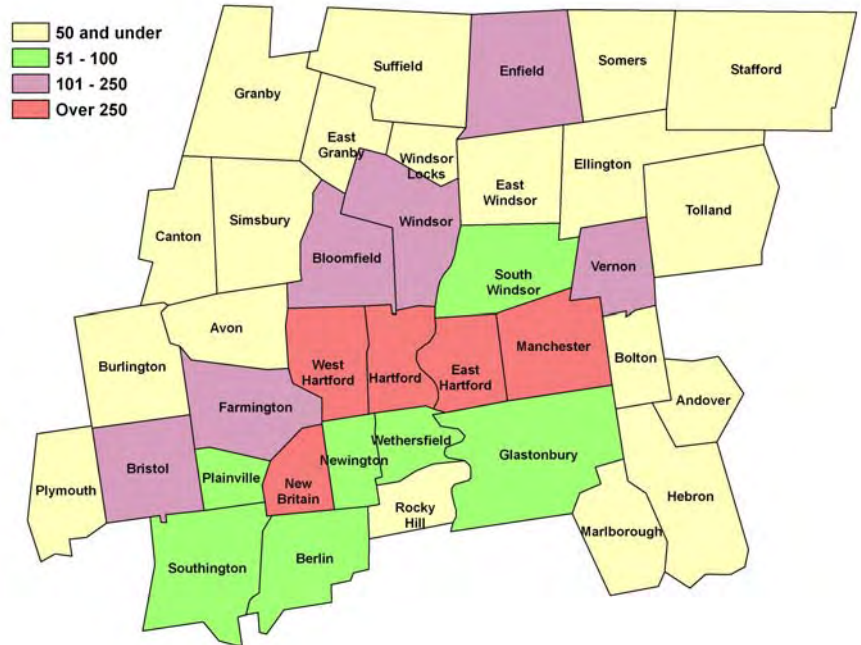 50 and under
51 - 100
101 - 250
Over 250
Suffield
Enfield
Somers
Stafford
Granby
East
Granby
Windsor
Locks
East
Windsor
Ellington
Tolland
Canton
Simsbury
Windsor
Bloomfield
South
Windsor
Vernon
Avon
Burlington
West
Hartford
Hartford
East
Hartford
Manchester
Bolton
Andover
Farmington
Plymouth
Bristol
Plainville
New
Britain
Newington
Wethersfield
Glastonbury
Rocky
Hill
Hebron
Marlborough
Southington
Berlin